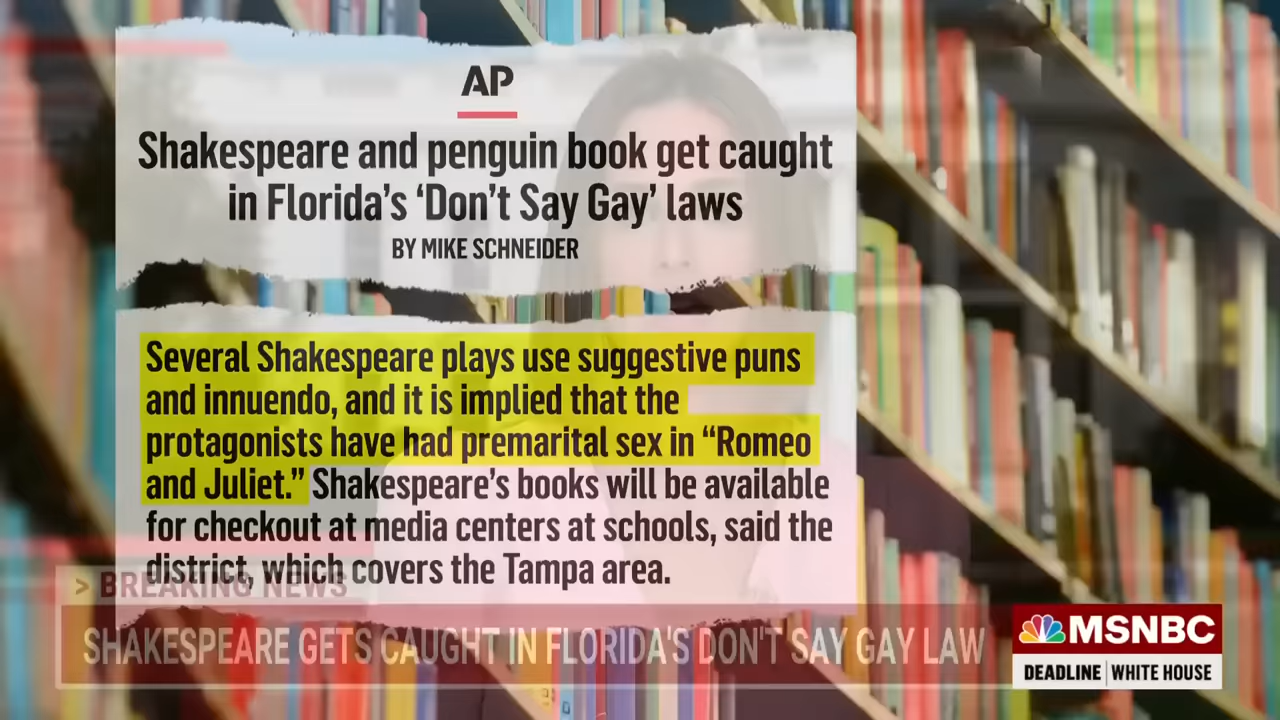 AP
Shakespeare and penguin book get caught
in Florida's ‘Don't Say Gay’ laws
BY MIKE SCHNEIDER
Several Shakespeare plays use suggestive puns
and innuendo, and it is implied that the
protagonists have had premarital sex in “Romeo
and Juliet.” Shakespeare's books will be available
for checkout at media centers at schools, said the
district, which covers the Tampa area.
> BREAKING NEWS
SHAKESPEARE GETS CAUGHT IN FLORIDA'S DON'T SAY GAY LAW
MSNBC
DEADLINE | WHITE HOUSE